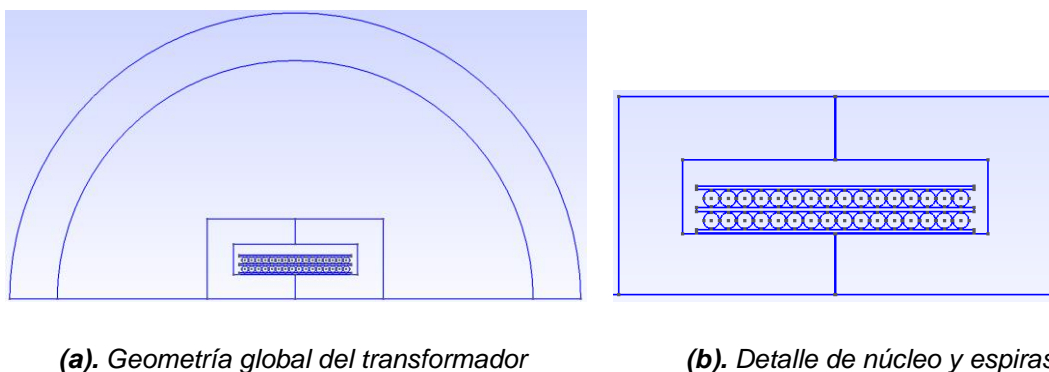 (a). Geometría global del transformador
(b). Detalle de núcleo y espiras